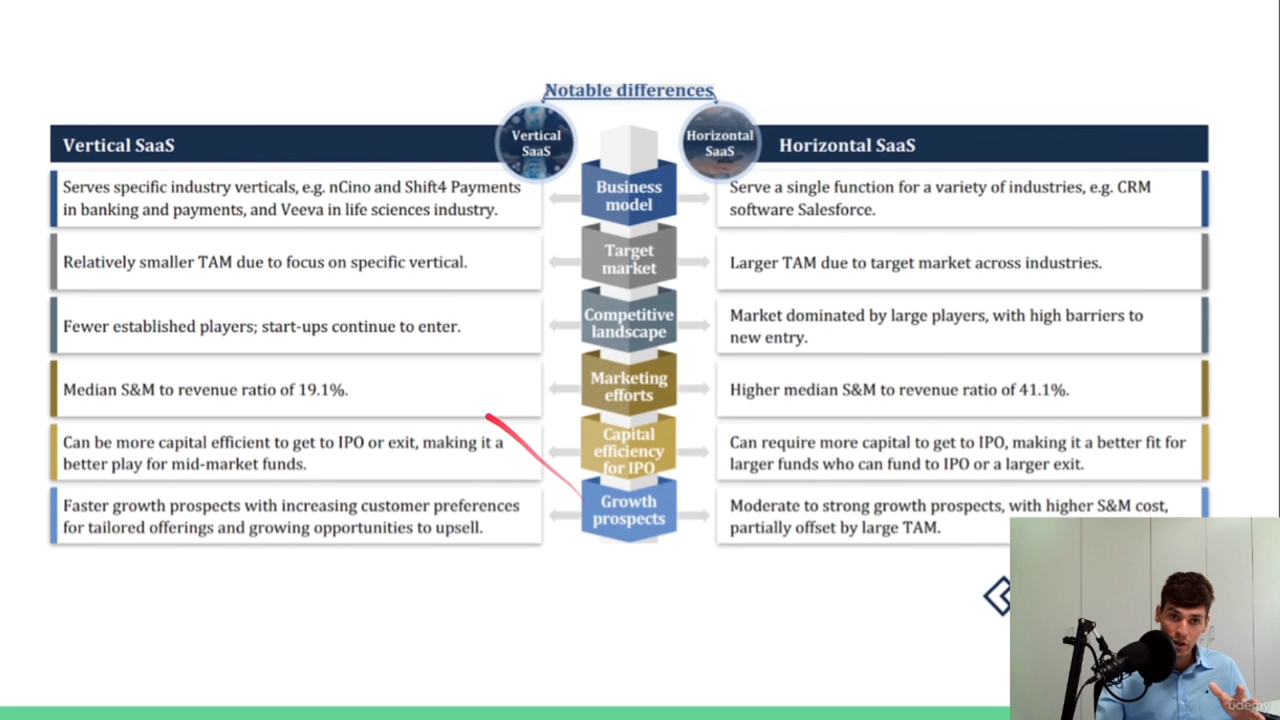 Notable differences
Vertical SaaS
Vertical
SaaS
Horizontal
SaaS
Horizontal SaaS
Serves specific industry verticals, e.g. nCino and Shift4 Payments
in banking and payments, and Veeva in life sciences industry.
Business
model
Serve a single function for a variety of industries, e.g. CRM
software Salesforce.
Relatively smaller TAM due to focus on specific vertical.
Target
market
Larger TAM due to target market across industries.
Fewer established players; start-ups continue to enter.
Competitive
landscape
Market dominated by large players, with high barriers to
new entry.
Median S&M to revenue ratio of 19.1%.
Marketing
efforts
Higher median S&M to revenue ratio of 41.1%.
Can be more capital efficient to get to IPO or exit, making it a
better play for mid-market funds.
Capital
efficiency
for IPO
Can require more capital to get to IPO, making it a better fit for
larger funds who can fund to IPO or a larger exit.
Faster growth prospects with increasing customer preferences
for tailored offerings and growing opportunities to upsell.
Growth
prospects
Moderate to strong growth prospects, with higher S&M cost,
partially offset by large TAM.
udemy